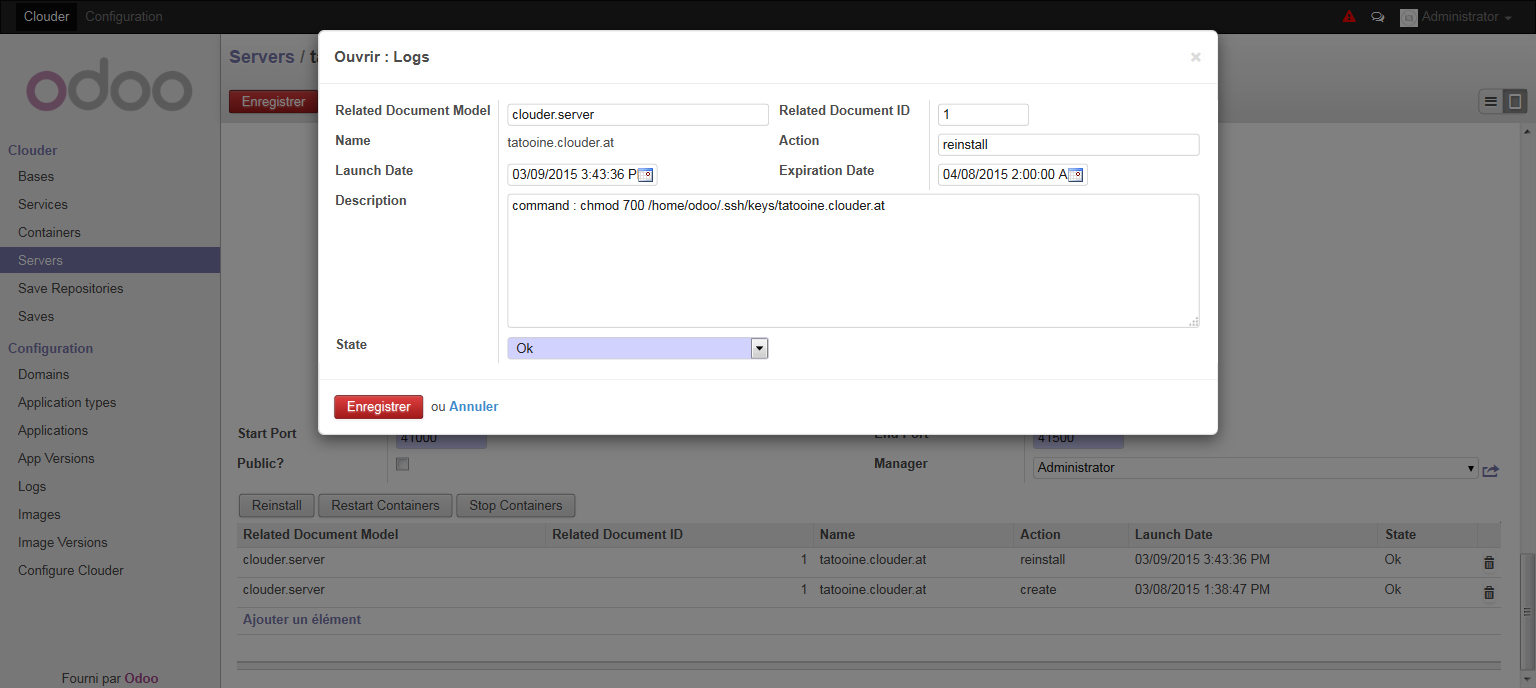 Clouder Configuration Administrator
odoo
Clouder
Bases
Services
Containers
Servers
Save Repositories
Saves
Configuration
Domains
Application types
Applications
App Versions
Logs
Images
Image Versions
Configure Clouder
Fourni par Odoo
Servers /
Enregistrer
Ouvrir : Logs ×
Related Document Model clouder.server Related Document ID 1
Name tatooine.clouder.at Action reinstall
Launch Date 03/09/2015 3:43:36 P Expiration Date 04/08/2015 2:00:00 A
Description command : chmod 700 /home/odoo/.ssh/keys/tatooine.clouder.at
State Ok
Enregistrer ou Annuler
Start Port 41000 End Port 41500
Public? Manager Administrator
Reinstall Restart Containers Stop Containers
Related Document Model Related Document ID Name Action Launch Date State
clouder.server 1 tatooine.clouder.at reinstall 03/09/2015 3:43:36 PM Ok
clouder.server 1 tatooine.clouder.at create 03/08/2015 1:38:47 PM Ok
Ajouter un élément